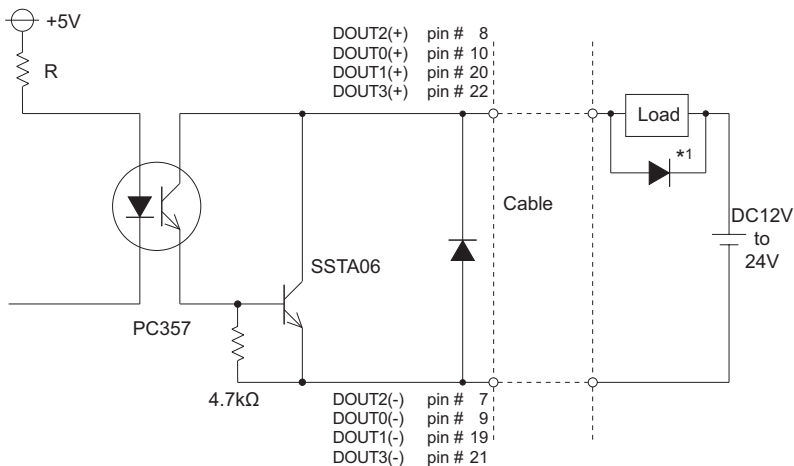 +5V
R
DOUT2(+) pin # 8
DOUT0(+) pin # 10
DOUT1(+) pin # 20
DOUT3(+) pin # 22
Load
*1
Cable
DC12V
to
24V
SSTA06
PC357
4.7kΩ
DOUT2(-) pin # 7
DOUT0(-) pin # 9
DOUT1(-) pin # 19
DOUT3(-) pin # 21